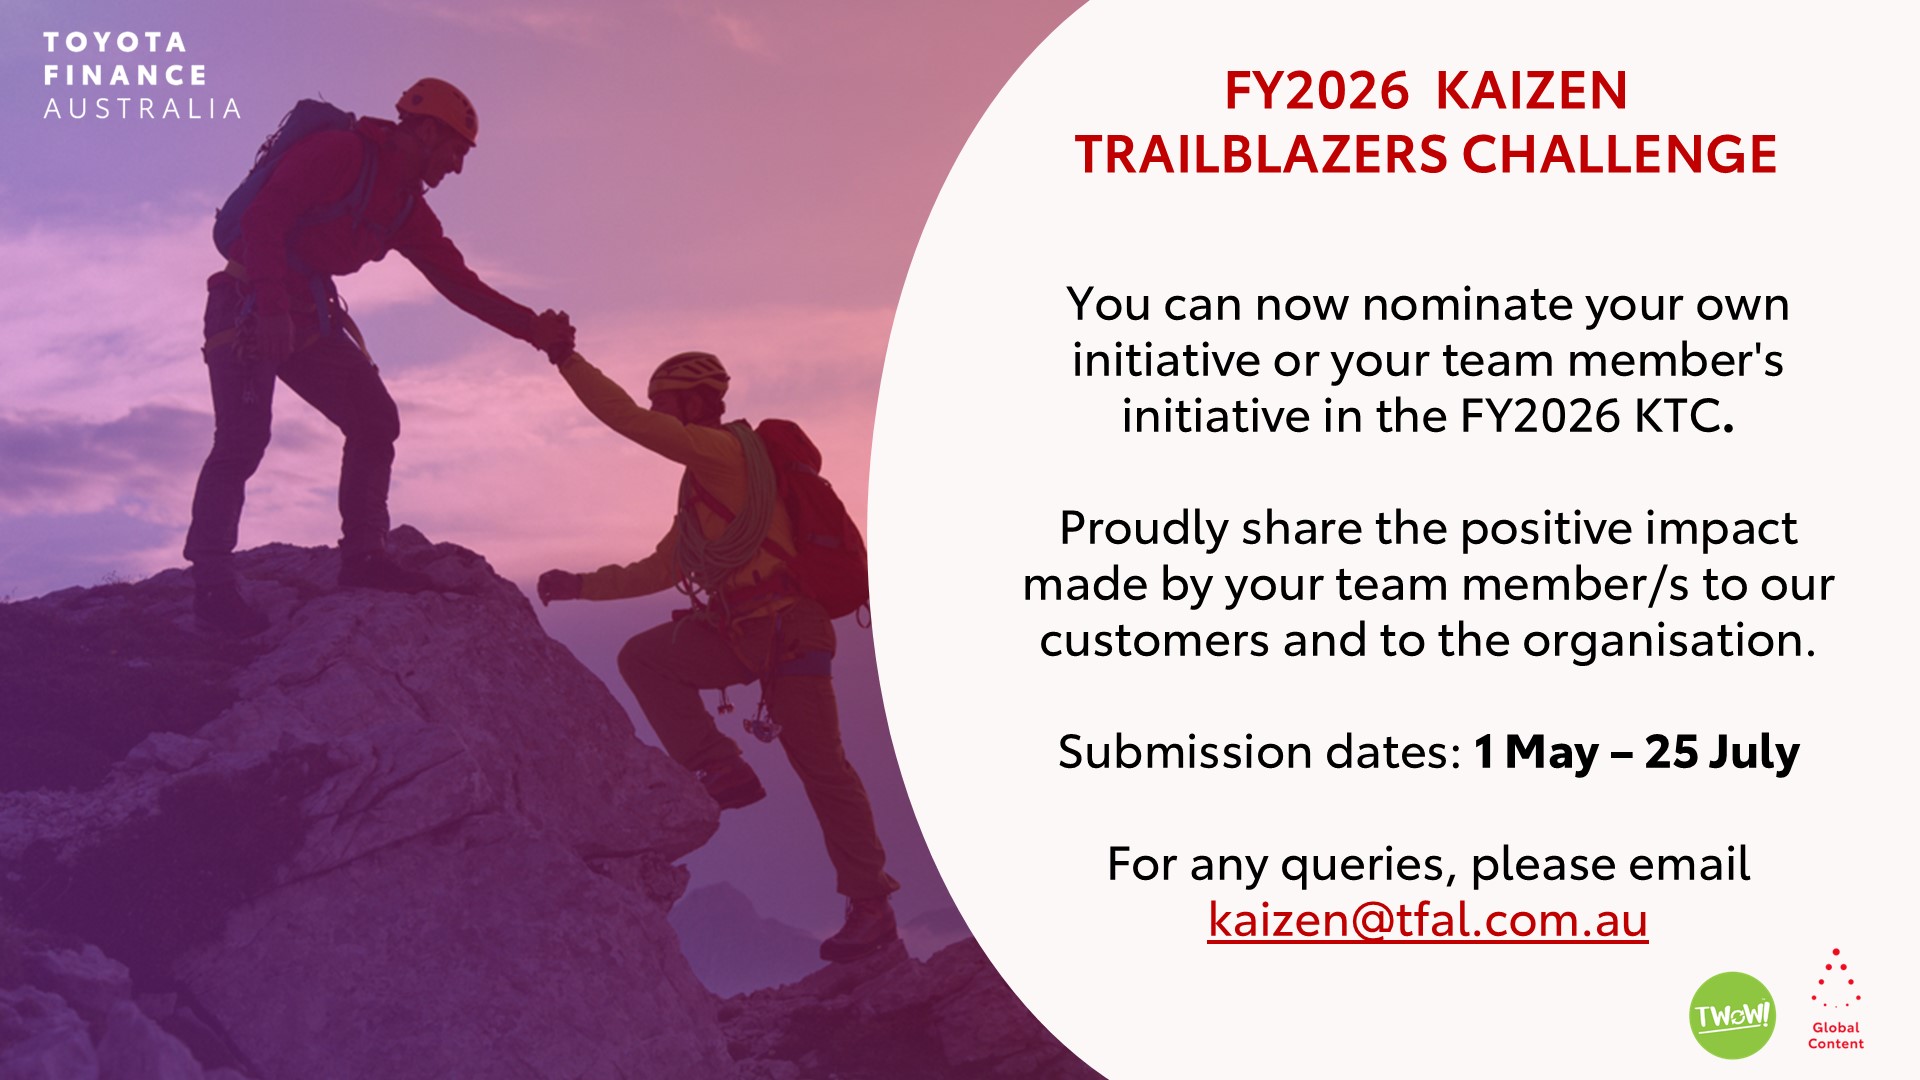 TOYOTA
FINANCE
AUSTRALIA
FY2026 KAIZEN
TRAILBLAZERS CHALLENGE
You can now nominate your own
initiative or your team member's
initiative in the FY2026 KTC.
Proudly share the positive impact
made by your team member/s to our
customers and to the organisation.
Submission dates: 1 May – 25 July
For any queries, please email
kaizen@tfal.com.au
TWoW!
Global
Content